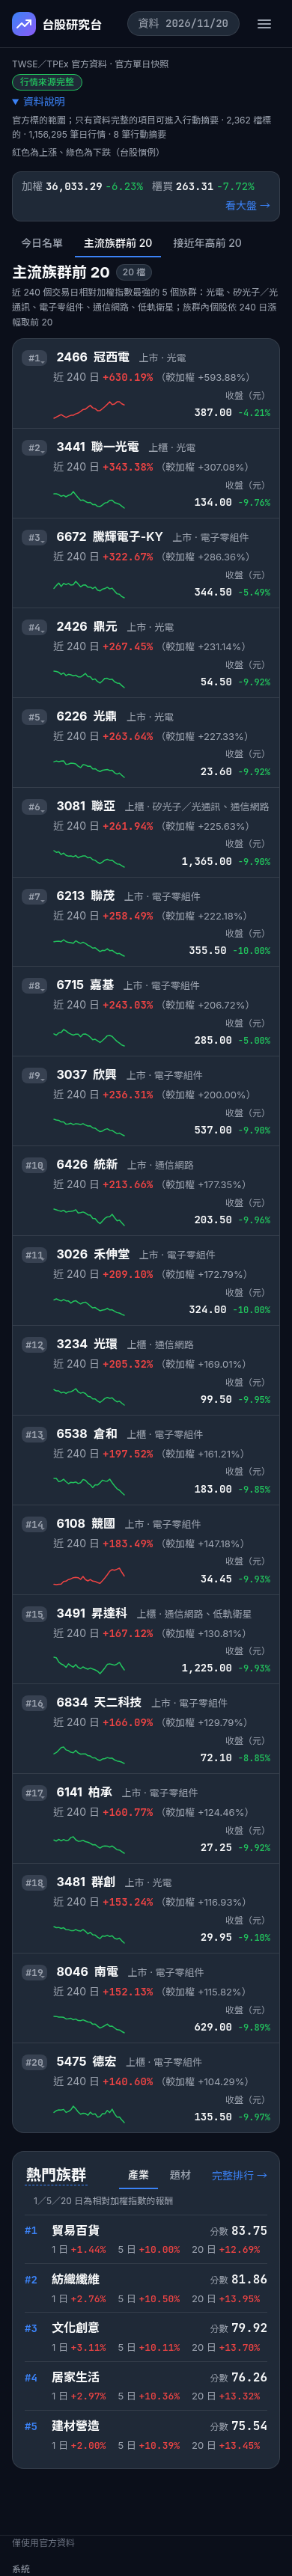 台股研究台
資料 2026/11/20
TWSE／TPEx 官方資料 · 官方單日快照
行情來源完整
▼ 資料說明
官方標的範圍；只有資料完整的項目可進入行動摘要 · 2,362 檔標的 · 1,156,295 筆日行情 · 8 筆行動摘要
紅色為上漲、綠色為下跌（台股慣例）
加權 36,033.29 -6.23% 櫃買 263.31 -7.72%
看大盤 →
今日名單 主流族群前 20 接近年高前 20
主流族群前 20 20 檔
近 240 個交易日相對加權指數最強的 5 個族群：光電、矽光子／光通訊、電子零組件、通信網路、低軌衛星；族群內個股依 240 日漲幅取前 20
#1 2466 冠西電 上市 · 光電
近 240 日 +630.19% （較加權 +593.88%）
收盤（元）
387.00 -4.21%
#2 3441 聯一光電 上櫃 · 光電
近 240 日 +343.38% （較加權 +307.08%）
收盤（元）
134.00 -9.76%
#3 6672 騰輝電子-KY 上市 · 電子零組件
近 240 日 +322.67% （較加權 +286.36%）
收盤（元）
344.50 -5.49%
#4 2426 鼎元 上市 · 光電
近 240 日 +267.45% （較加權 +231.14%）
收盤（元）
54.50 -9.92%
#5 6226 光鼎 上市 · 光電
近 240 日 +263.64% （較加權 +227.33%）
收盤（元）
23.60 -9.92%
#6 3081 聯亞 上櫃 · 矽光子／光通訊、通信網路
近 240 日 +261.94% （較加權 +225.63%）
收盤（元）
1,365.00 -9.90%
#7 6213 聯茂 上市 · 電子零組件
近 240 日 +258.49% （較加權 +222.18%）
收盤（元）
355.50 -10.00%
#8 6715 嘉基 上市 · 電子零組件
近 240 日 +243.03% （較加權 +206.72%）
收盤（元）
285.00 -5.00%
#9 3037 欣興 上市 · 電子零組件
近 240 日 +236.31% （較加權 +200.00%）
收盤（元）
537.00 -9.90%
#10 6426 統新 上市 · 通信網路
近 240 日 +213.66% （較加權 +177.35%）
收盤（元）
203.50 -9.96%
#11 3026 禾伸堂 上市 · 電子零組件
近 240 日 +209.10% （較加權 +172.79%）
收盤（元）
324.00 -10.00%
#12 3234 光環 上櫃 · 通信網路
近 240 日 +205.32% （較加權 +169.01%）
收盤（元）
99.50 -9.95%
#13 6538 倉和 上櫃 · 電子零組件
近 240 日 +197.52% （較加權 +161.21%）
收盤（元）
183.00 -9.85%
#14 6108 競國 上市 · 電子零組件
近 240 日 +183.49% （較加權 +147.18%）
收盤（元）
34.45 -9.93%
#15 3491 昇達科 上櫃 · 通信網路、低軌衛星
近 240 日 +167.12% （較加權 +130.81%）
收盤（元）
1,225.00 -9.93%
#16 6834 天二科技 上市 · 電子零組件
近 240 日 +166.09% （較加權 +129.79%）
收盤（元）
72.10 -8.85%
#17 6141 柏承 上市 · 電子零組件
近 240 日 +160.77% （較加權 +124.46%）
收盤（元）
27.25 -9.92%
#18 3481 群創 上市 · 光電
近 240 日 +153.24% （較加權 +116.93%）
收盤（元）
29.95 -9.10%
#19 8046 南電 上市 · 電子零組件
近 240 日 +152.13% （較加權 +115.82%）
收盤（元）
629.00 -9.89%
#20 5475 德宏 上櫃 · 電子零組件
近 240 日 +140.60% （較加權 +104.29%）
收盤（元）
135.50 -9.97%
熱門族群 產業 題材 完整排行 →
1／5／20 日為相對加權指數的報酬
#1 貿易百貨 分數 83.75
1 日 +1.44% 5 日 +10.00% 20 日 +12.69%
#2 紡織纖維 分數 81.86
1 日 +2.76% 5 日 +10.50% 20 日 +13.95%
#3 文化創意 分數 79.92
1 日 +3.11% 5 日 +10.11% 20 日 +13.70%
#4 居家生活 分數 76.26
1 日 +2.97% 5 日 +10.36% 20 日 +13.32%
#5 建材營造 分數 75.54
1 日 +2.00% 5 日 +10.39% 20 日 +13.45%
僅使用官方資料
系統